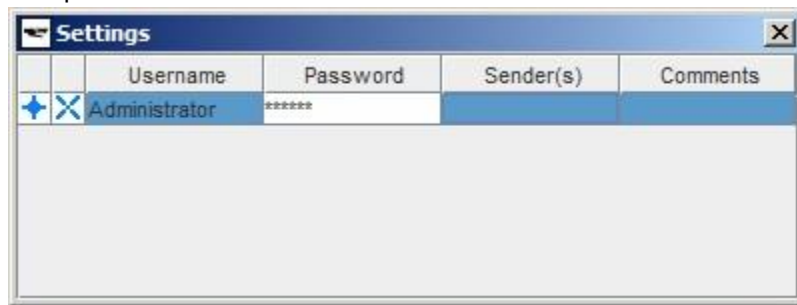 Settings
Username Password Sender(s) Comments
Administrator ******